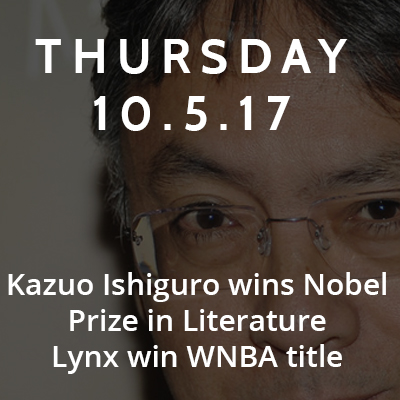 THURSDAY
10.5.17
Kazuo Ishiguro wins Nobel
Prize in Literature
Lynx win WNBA title